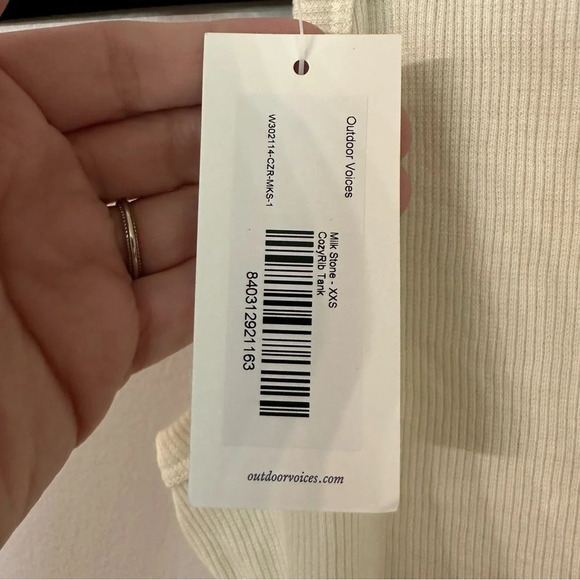 Outdoor Voices
Milk Stone - XXS
CozyRib Tank
W302114-CZR-MKS-1
840312921163
outdoorvoices.com